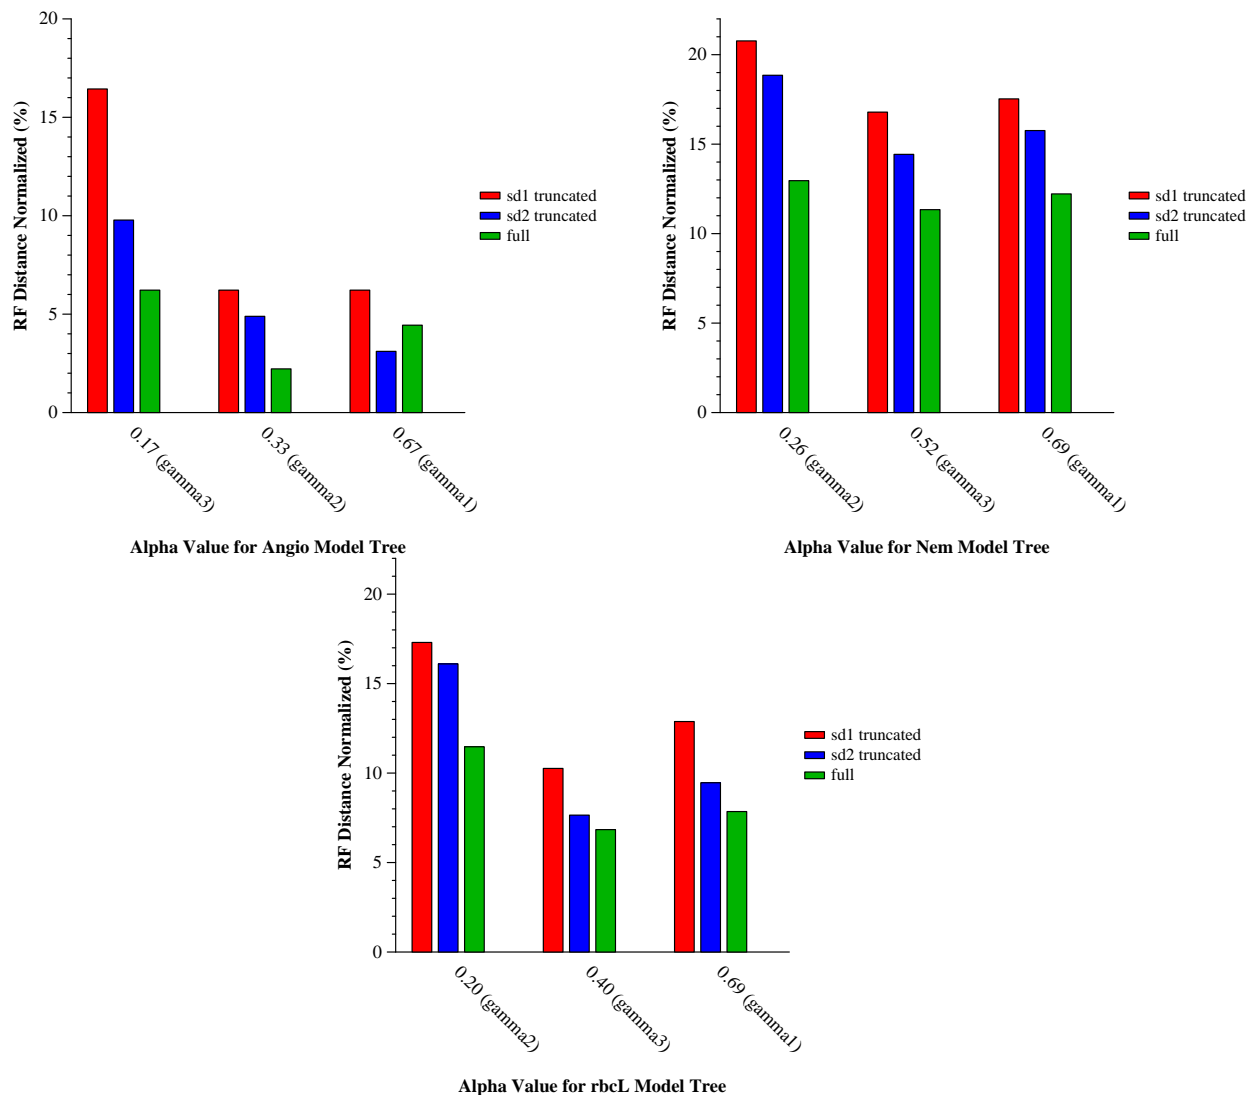 20
15
10
5
0
RF Distance Normalized (%)
sd1 truncated
sd2 truncated
full
0.17 (gamma3)
0.33 (gamma2)
0.67 (gamma1)
Alpha Value for Angio Model Tree
20
15
10
5
0
RF Distance Normalized (%)
sd1 truncated
sd2 truncated
full
0.26 (gamma2)
0.52 (gamma3)
0.69 (gamma1)
Alpha Value for Nem Model Tree
20
15
10
5
0
RF Distance Normalized (%)
sd1 truncated
sd2 truncated
full
0.20 (gamma2)
0.40 (gamma3)
0.69 (gamma1)
Alpha Value for rbcL Model Tree